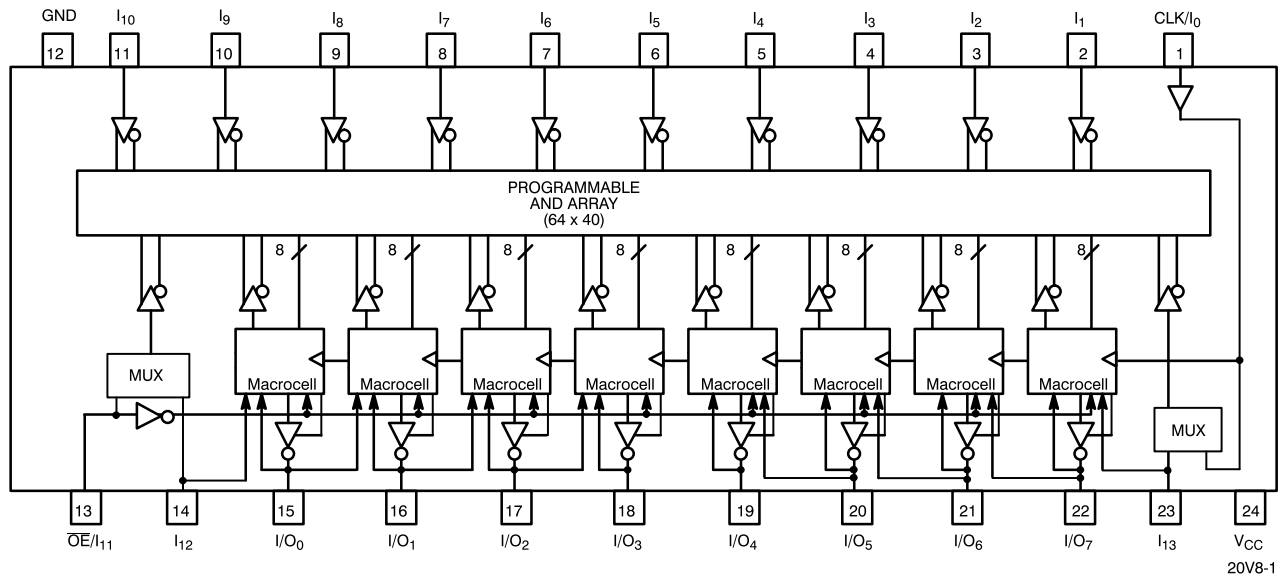 GND I10 I9 I8 I7 I6 I5 I4 I3 I2 I1 CLK/I0
12 11 10 9 8 7 6 5 4 3 2 1
PROGRAMMABLE
AND ARRAY
(64 x 40)
8 8 8 8 8 8 8 8
MUX Macrocell Macrocell Macrocell Macrocell Macrocell Macrocell Macrocell Macrocell
MUX
13 14 15 16 17 18 19 20 21 22 23 24
O̅E̅/I11 I12 I/O0 I/O1 I/O2 I/O3 I/O4 I/O5 I/O6 I/O7 I13 VCC
20V8-1